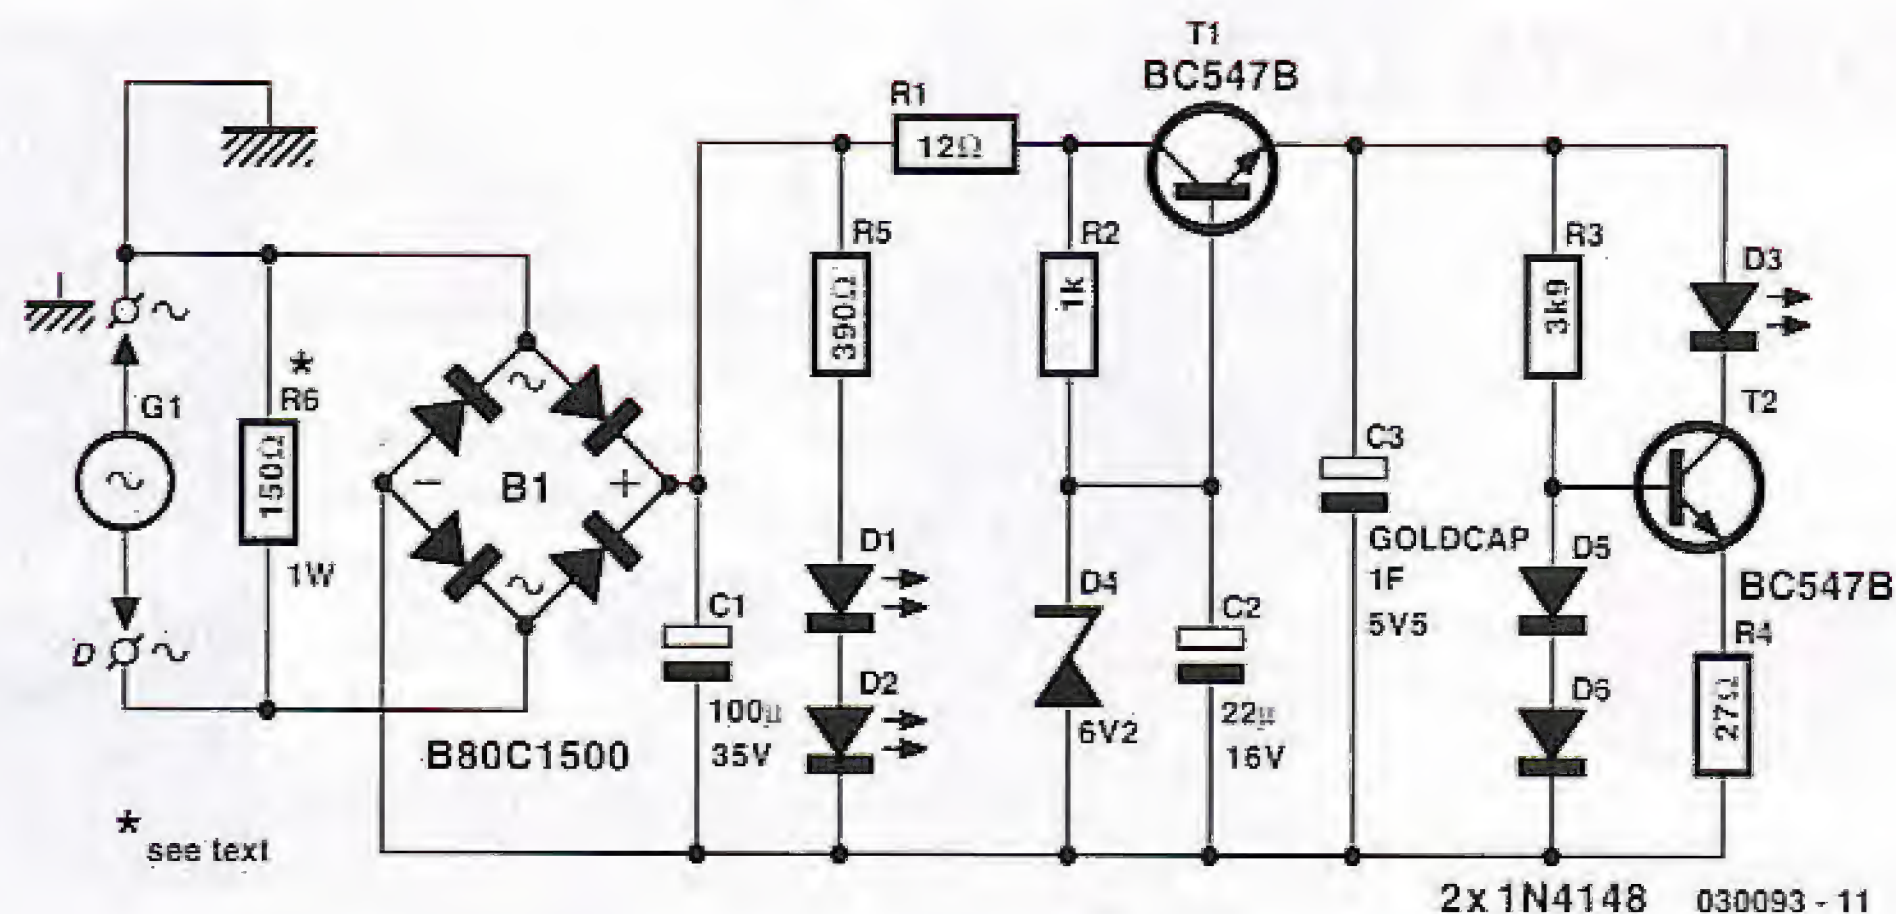 T1
BC547B
R1
12Ω
R5
390Ω
R2
1k
R3
3k9
D3
T2
BC547B
G1
*
R6
150Ω
1W
B1
−
+
~
~
~
~
~
D
B80C1500
C1
100µ
35V
D1
D2
D4
6V2
C2
22µ
16V
C3
GOLDCAP
1F
5V5
D5
D6
R4
27Ω
*
see text
2x 1N4148
030093 - 11